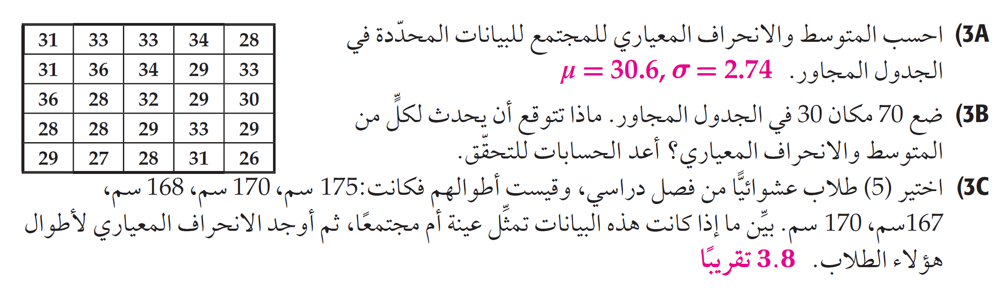 3A) احسب المتوسط والانحراف المعياري للمجتمع للبيانات المحدّدة في
الجدول المجاور. μ = 30.6, σ = 2.74
31 33 33 34 28
31 36 34 29 33
36 28 32 29 30
28 28 29 33 29
29 27 28 31 26
3B) ضع 70 مكان 30 في الجدول المجاور. ماذا تتوقع أن يحدث لكلٍّ من
المتوسط والانحراف المعياري؟ أعد الحسابات للتحقّق.
3C) اختير (5) طلاب عشوائيًّا من فصل دراسي، وقيست أطوالهم فكانت:175 سم، 170 سم، 168 سم،
167سم، 170 سم. بيِّن ما إذا كانت هذه البيانات تمثِّل عينة أم مجتمعًا، ثم أوجد الانحراف المعياري لأطوال
هؤلاء الطلاب. 3.8 تقريبًا